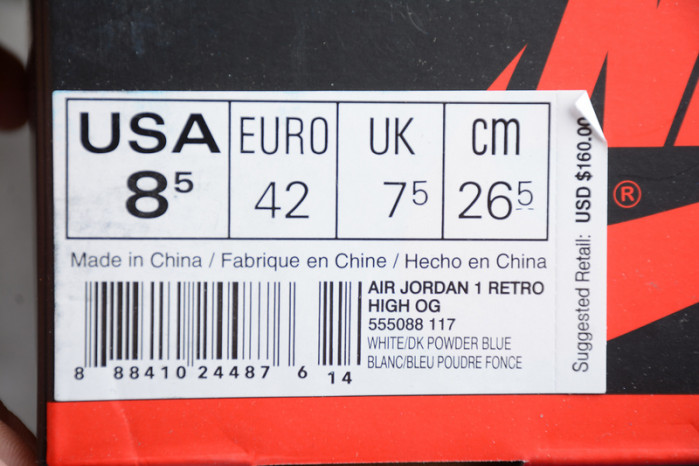 USA EURO UK cm
8⁵ 42 7⁵ 26⁵
Made in China / Fabrique en Chine / Hecho en China
AIR JORDAN 1 RETRO
HIGH OG
555088 117
WHITE/DK POWDER BLUE
BLANC/BLEU POUDRE FONCE
8 88410 24487 6 14
Suggested Retail: USD $160.00
®